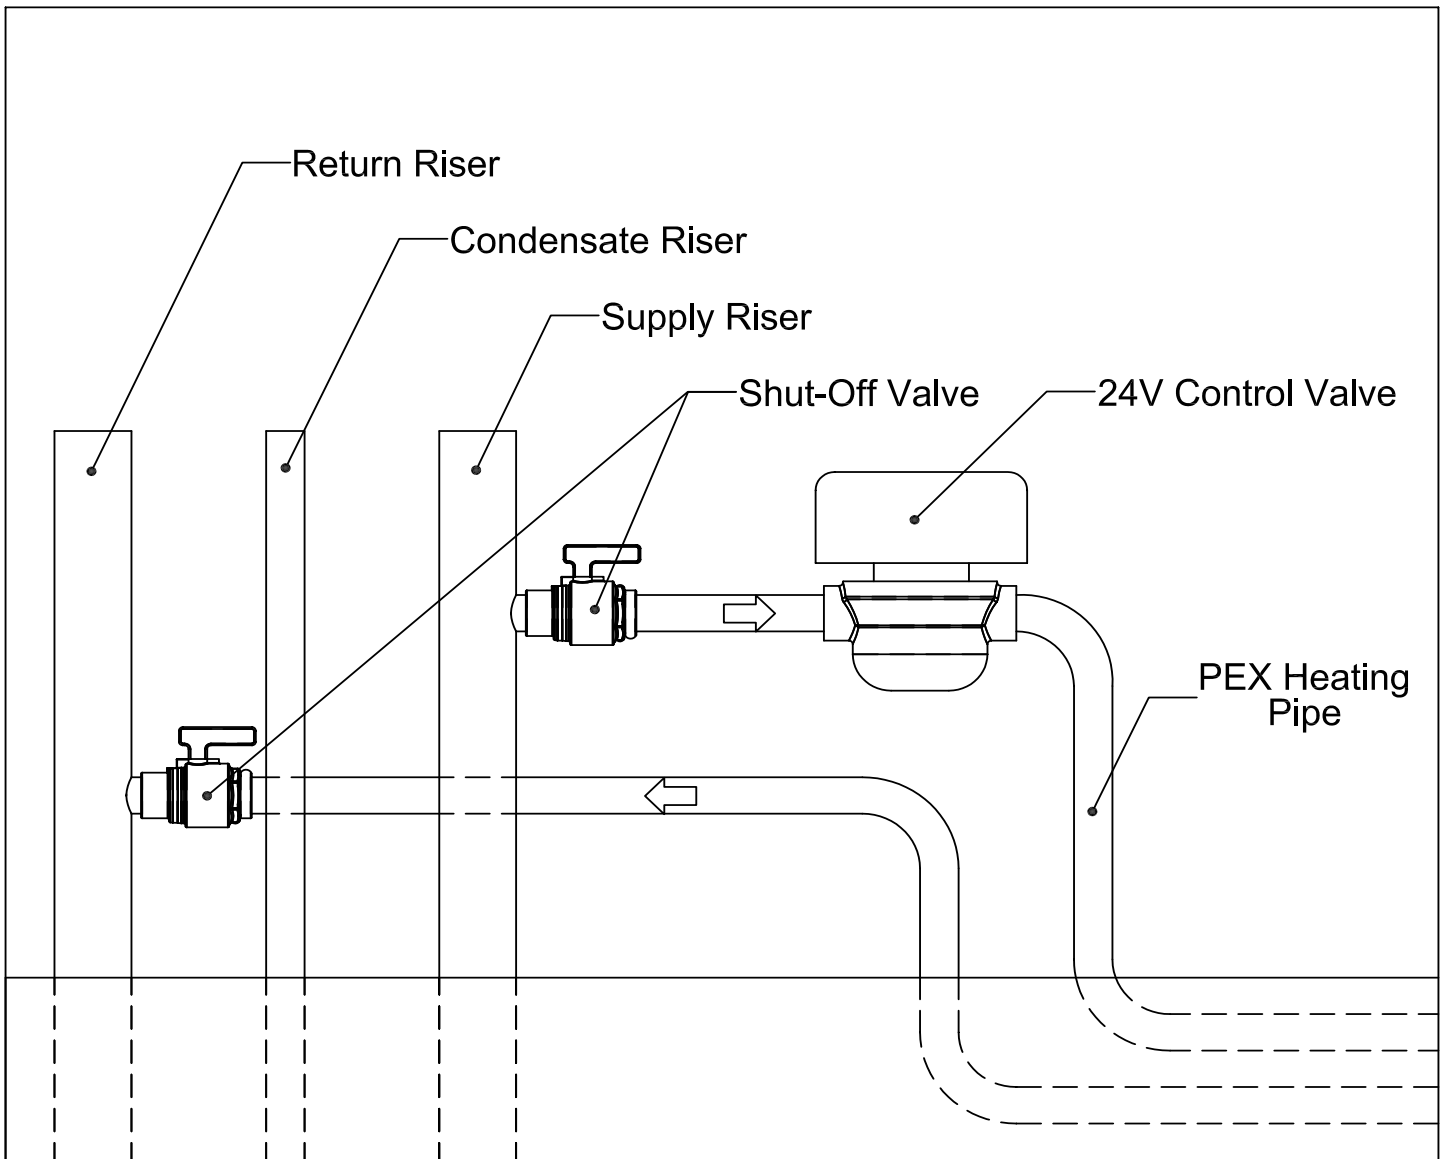 Return Riser
Condensate Riser
Supply Riser
Shut-Off Valve
24V Control Valve
PEX Heating
Pipe